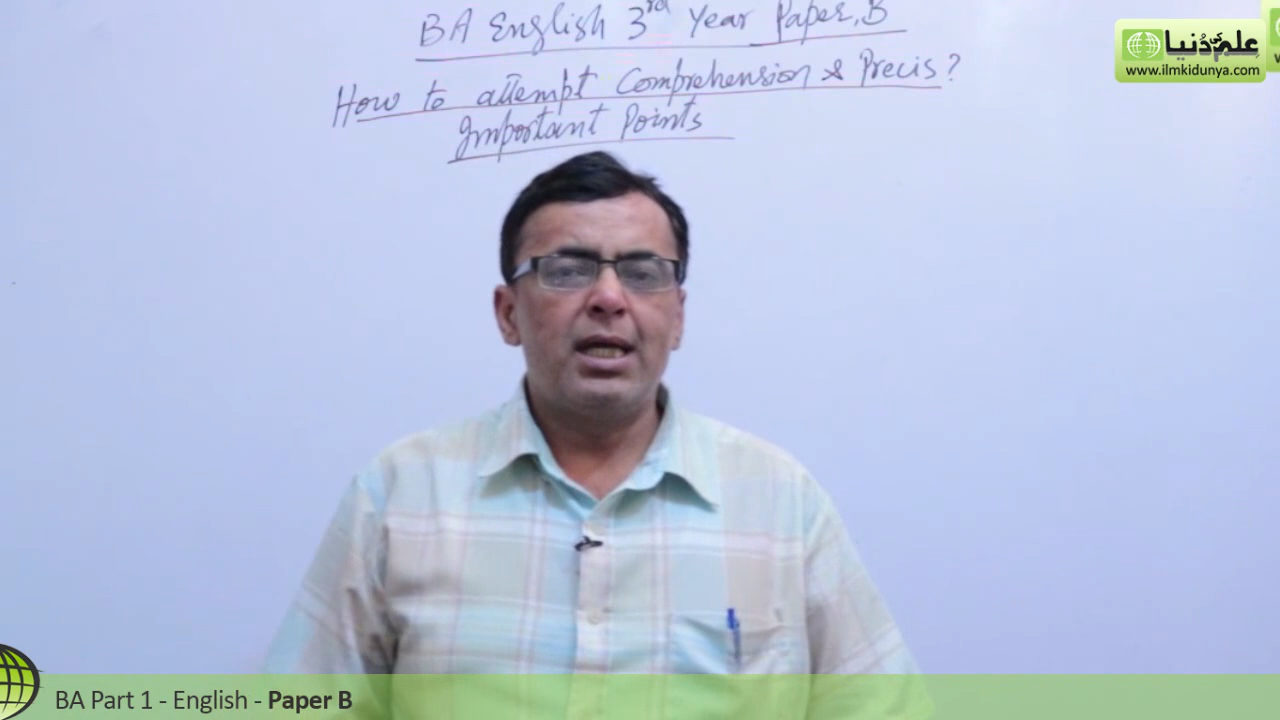 BA English 3rd Year Paper, B
How to attempt Comprehension & Precis?
Important Points
علم کی دُنیا
www.ilmkidunya.com
BA Part 1 - English - Paper B